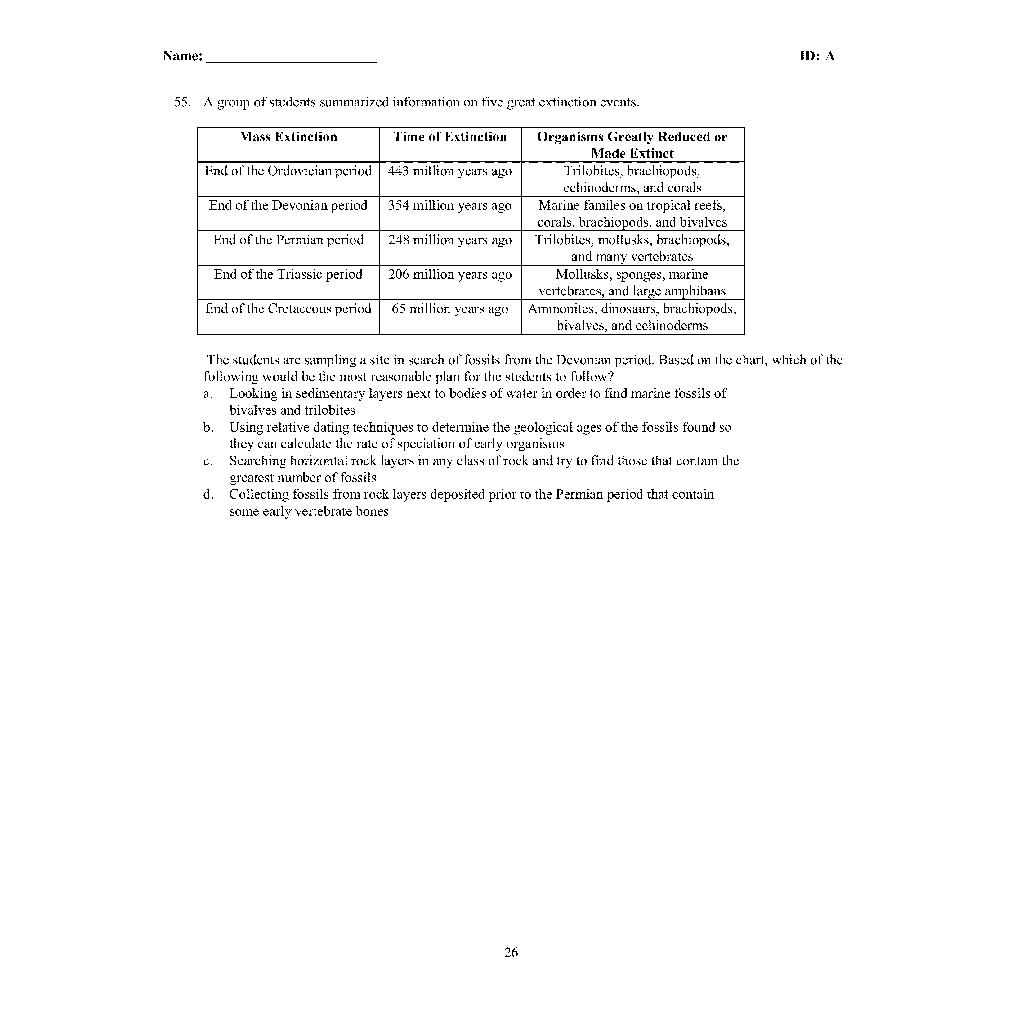 Name: ______________________ ID: A
55. A group of students summarized information on five great extinction events.
Mass Extinction Time of Extinction Organisms Greatly Reduced or
Made Extinct
End of the Ordovician period 443 million years ago Trilobites, brachiopods,
echinoderms, and corals
End of the Devonian period 354 million years ago Marine familes on tropical reefs,
corals, brachiopods, and bivalves
End of the Permian period 248 million years ago Trilobites, mollusks, brachiopods,
and many vertebrates
End of the Triassic period 206 million years ago Mollusks, sponges, marine
vertebrates, and large amphibans
End of the Cretaceous period 65 million years ago Ammonites, dinosaurs, brachiopods,
bivalves, and echinoderms
The students are sampling a site in search of fossils from the Devonian period. Based on the chart, which of the
following would be the most reasonable plan for the students to follow?
a. Looking in sedimentary layers next to bodies of water in order to find marine fossils of
bivalves and trilobites
b. Using relative dating techniques to determine the geological ages of the fossils found so
they can calculate the rate of speciation of early organisms
c. Searching horizontal rock layers in any class of rock and try to find those that contain the
greatest number of fossils
d. Collecting fossils from rock layers deposited prior to the Permian period that contain
some early vertebrate bones
26